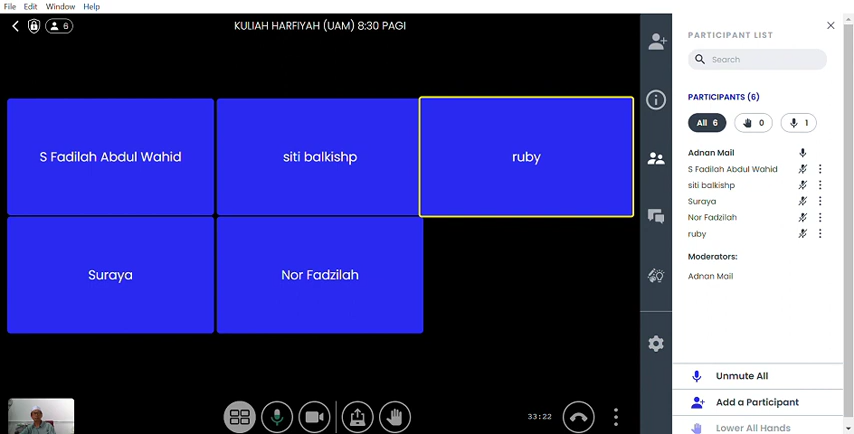 File Edit Window Help
6
KULIAH HARFIYAH (UAM) 8:30 PAGI
S Fadilah Abdul Wahid
siti balkishp
ruby
Suraya
Nor Fadzilah
33:22
PARTICIPANT LIST
Search
PARTICIPANTS (6)
All 6 0 1
Adnan Mail
S Fadilah Abdul Wahid
siti balkishp
Suraya
Nor Fadzilah
ruby
Moderators:
Adnan Mail
Unmute All
Add a Participant
Lower All Hands